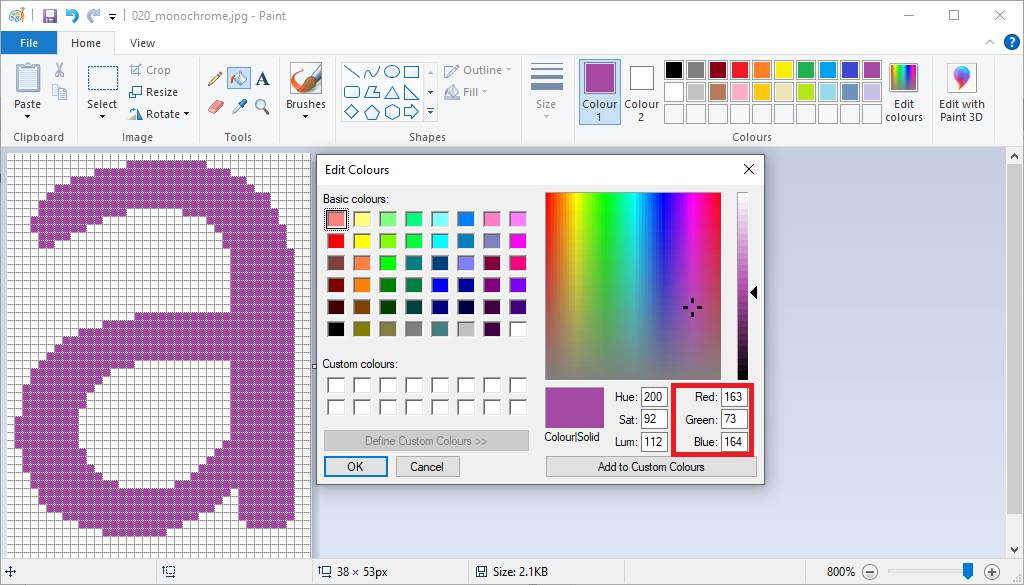 020_monochrome.jpg - Paint
File Home View
Paste
Clipboard
Select
Crop
Resize
Rotate
Image
A
Tools
Brushes
Outline
Fill
Shapes
Size
Colour
1
Colour
2
Edit
colours
Edit with
Paint 3D
Colours
?
Edit Colours
Basic colours:
Custom colours:
Define Custom Colours >>
OK Cancel
Colour|Solid
Hue: 200 Red: 163
Sat: 92 Green: 73
Lum: 112 Blue: 164
Add to Custom Colours
a
38 × 53px Size: 2.1KB 800%